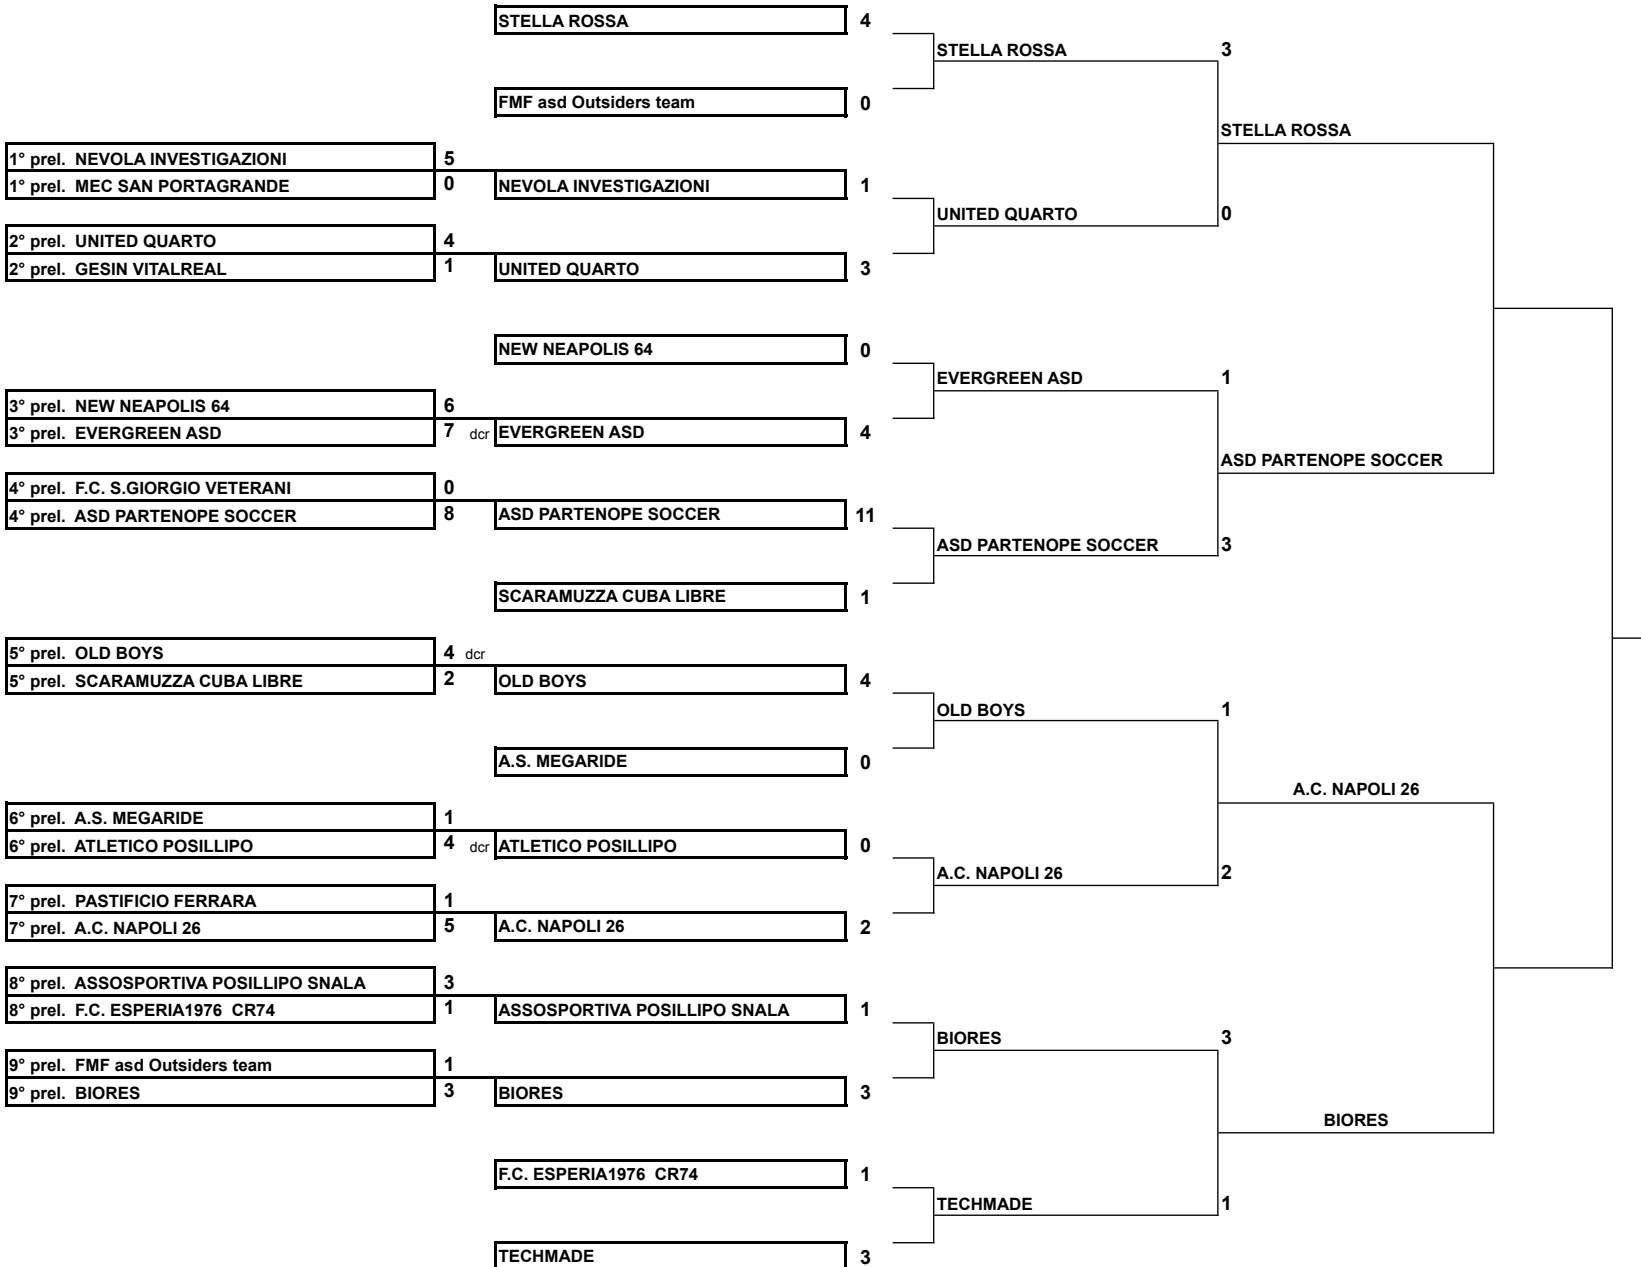 STELLA ROSSA 4
STELLA ROSSA 3
FMF asd Outsiders team 0
STELLA ROSSA
1° prel. NEVOLA INVESTIGAZIONI 5
1° prel. MEC SAN PORTAGRANDE 0 NEVOLA INVESTIGAZIONI 1
UNITED QUARTO 0
2° prel. UNITED QUARTO 4
2° prel. GESIN VITALREAL 1 UNITED QUARTO 3
NEW NEAPOLIS 64 0
EVERGREEN ASD 1
3° prel. NEW NEAPOLIS 64 6
3° prel. EVERGREEN ASD 7 dcr EVERGREEN ASD 4
ASD PARTENOPE SOCCER
4° prel. F.C. S.GIORGIO VETERANI 0
4° prel. ASD PARTENOPE SOCCER 8 ASD PARTENOPE SOCCER 11
ASD PARTENOPE SOCCER 3
SCARAMUZZA CUBA LIBRE 1
5° prel. OLD BOYS 4 dcr
5° prel. SCARAMUZZA CUBA LIBRE 2 OLD BOYS 4
OLD BOYS 1
A.S. MEGARIDE 0
A.C. NAPOLI 26
6° prel. A.S. MEGARIDE 1
6° prel. ATLETICO POSILLIPO 4 dcr ATLETICO POSILLIPO 0
A.C. NAPOLI 26 2
7° prel. PASTIFICIO FERRARA 1
7° prel. A.C. NAPOLI 26 5 A.C. NAPOLI 26 2
8° prel. ASSOSPORTIVA POSILLIPO SNALA 3
8° prel. F.C. ESPERIA1976 CR74 1 ASSOSPORTIVA POSILLIPO SNALA 1
BIORES 3
9° prel. FMF asd Outsiders team 1
9° prel. BIORES 3 BIORES 3
BIORES
F.C. ESPERIA1976 CR74 1
TECHMADE 1
TECHMADE 3